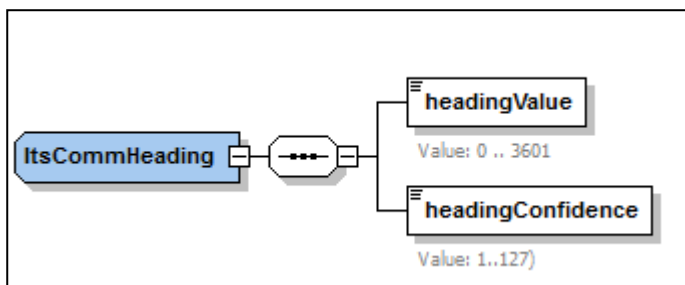 ItsCommHeading
headingValue
Value: 0 .. 3601
headingConfidence
Value: 1..127)